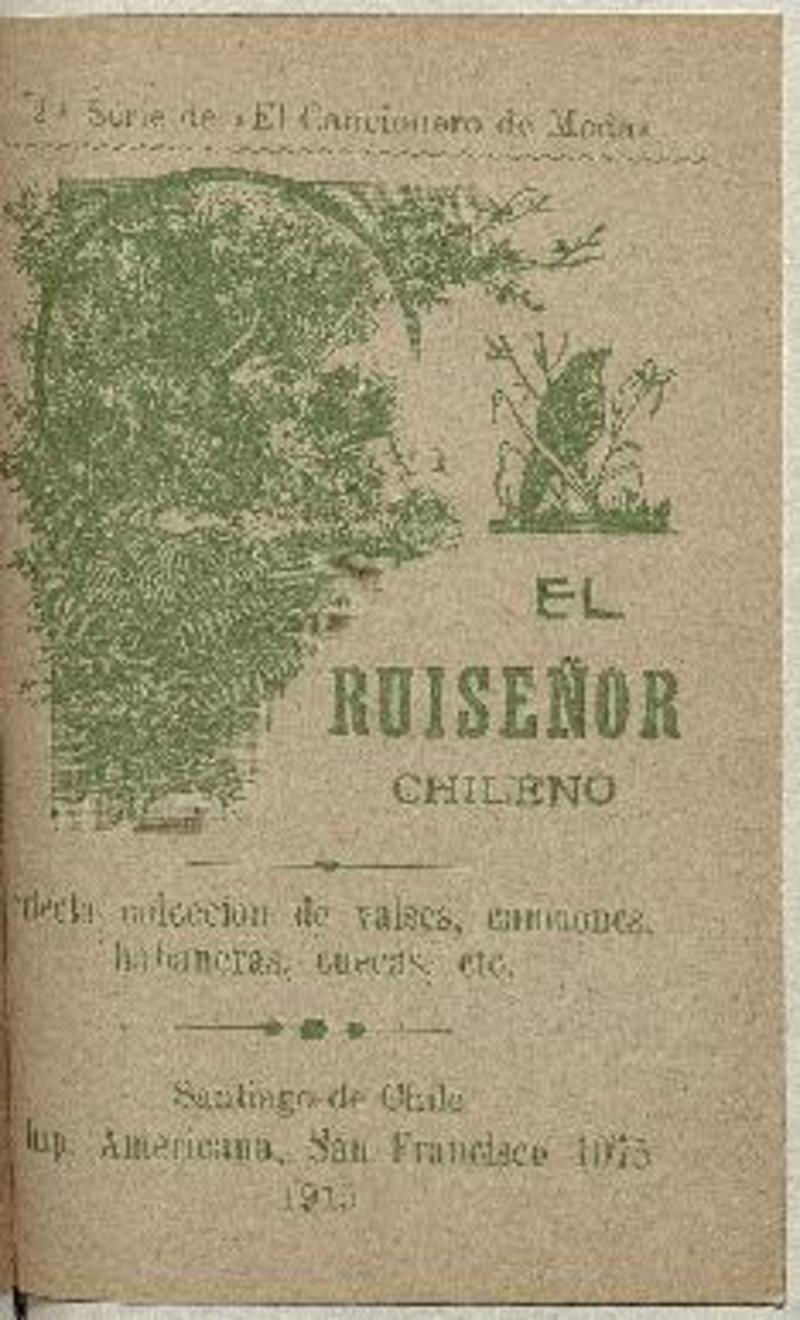 Serie de «El Cancionero de Moda»
EL
RUISEÑOR
CHILENO
colección de valses, canciones,
habaneras, cuecas, etc.
Santiago de Chile
Imp. Americana, San Francisco 1075